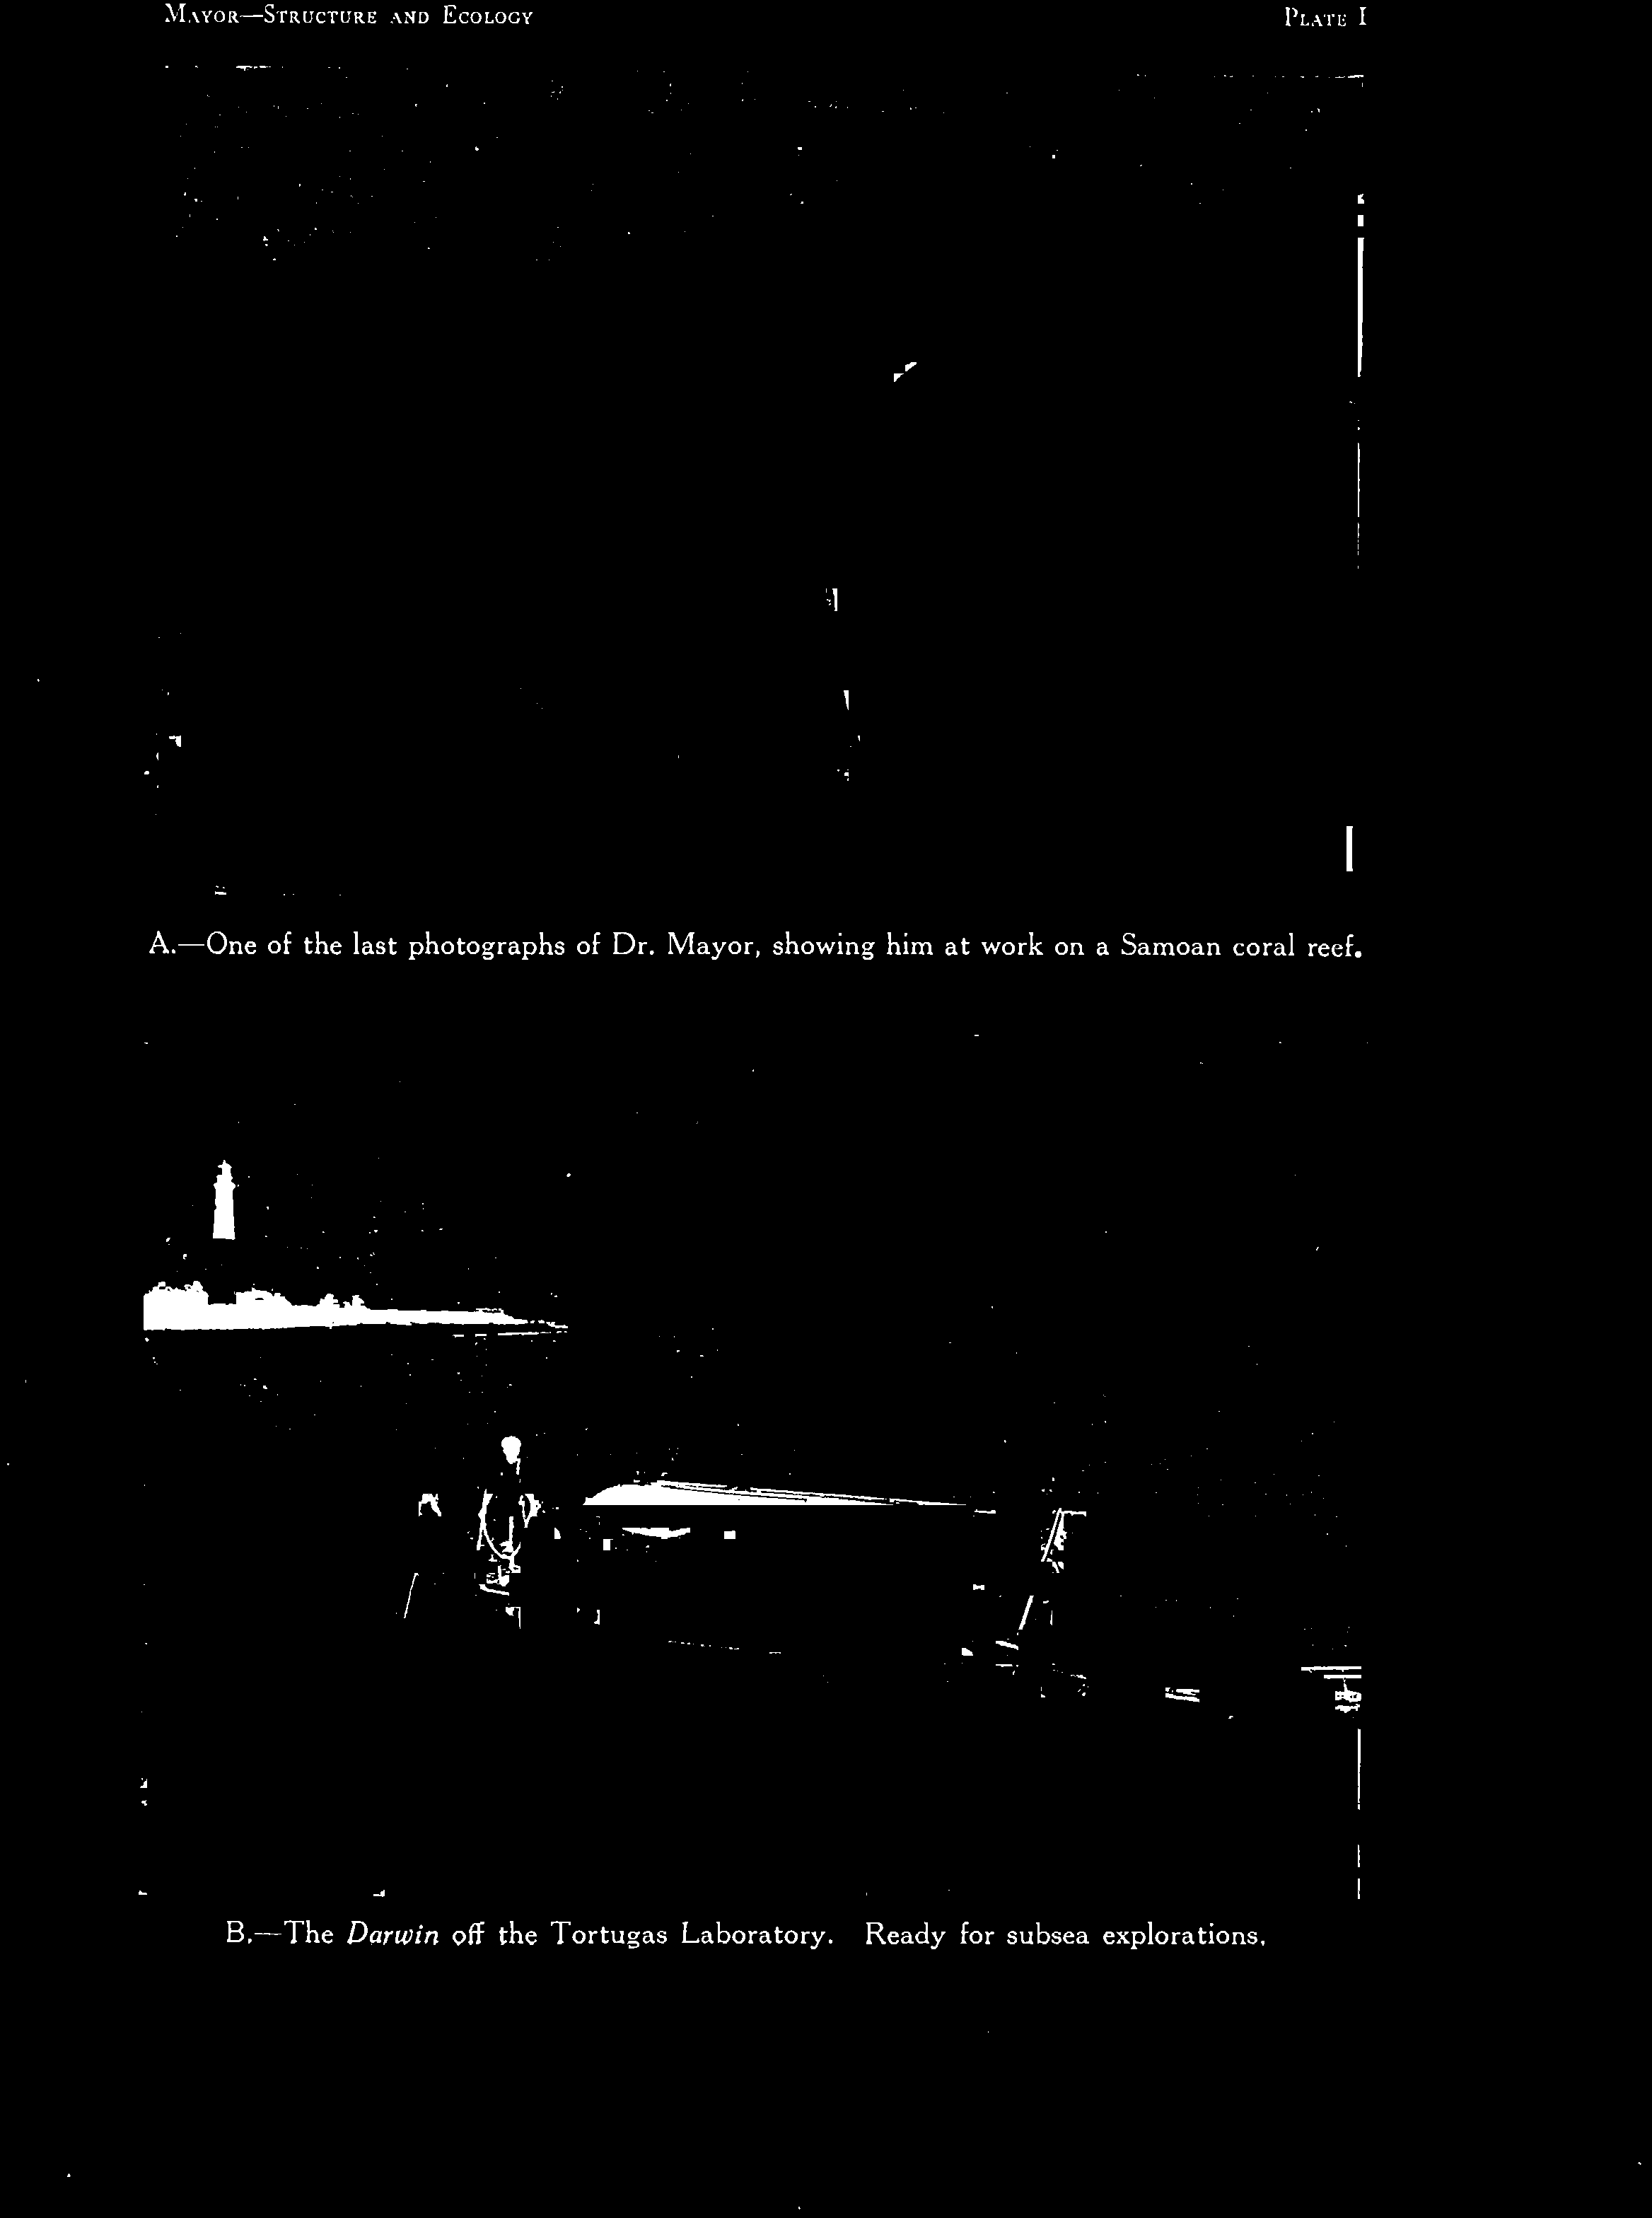 MAYOR—STRUCTURE AND ECOLOGY
PLATE I
A.—One of the last photographs of Dr. Mayor, showing him at work on a Samoan coral reef.
B.—The Darwin off the Tortugas Laboratory. Ready for subsea explorations.